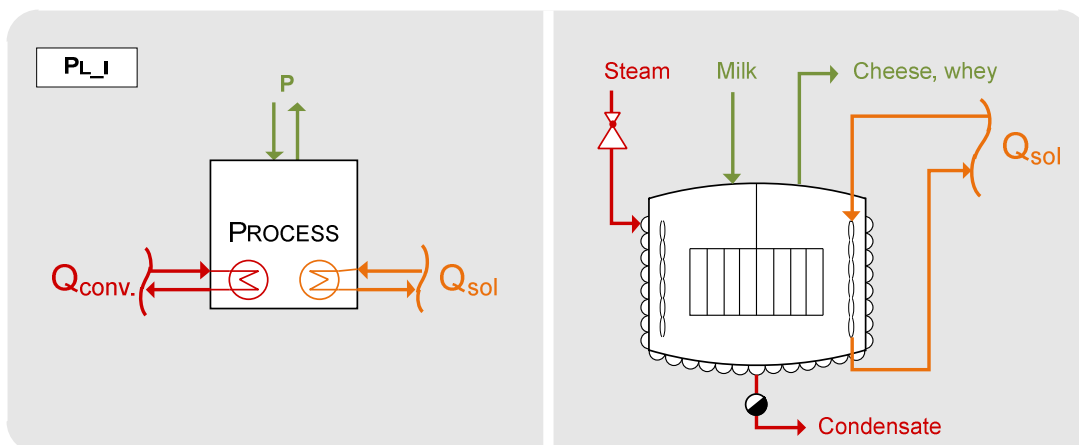 PL_I
P
PROCESS
Qconv.
Qsol
Steam
Milk
Cheese, whey
Qsol
Condensate